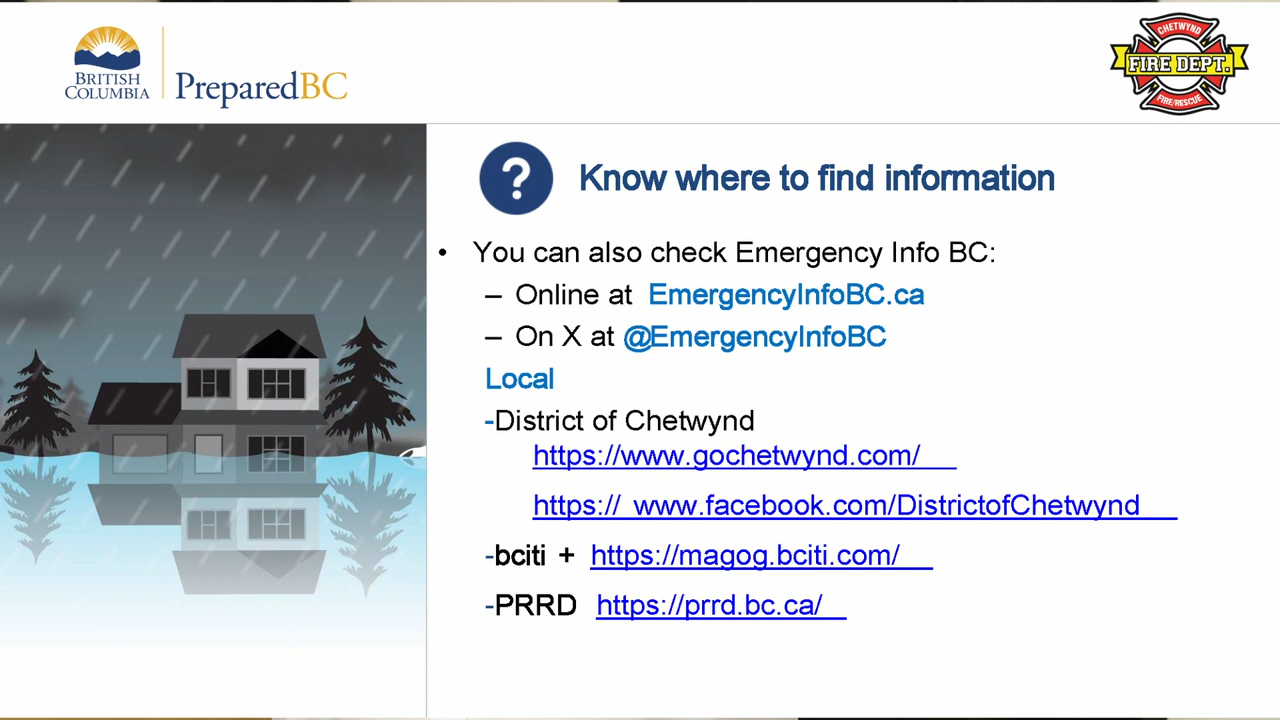 BRITISH
COLUMBIA
PreparedBC
CHETWYND
FIRE DEPT.
FIRE/RESCUE
?
Know where to find information
• You can also check Emergency Info BC:
– Online at EmergencyInfoBC.ca
– On X at @EmergencyInfoBC
Local
-District of Chetwynd
https://www.gochetwynd.com/
https:// www.facebook.com/DistrictofChetwynd
-bciti + https://magog.bciti.com/
-PRRD https://prrd.bc.ca/